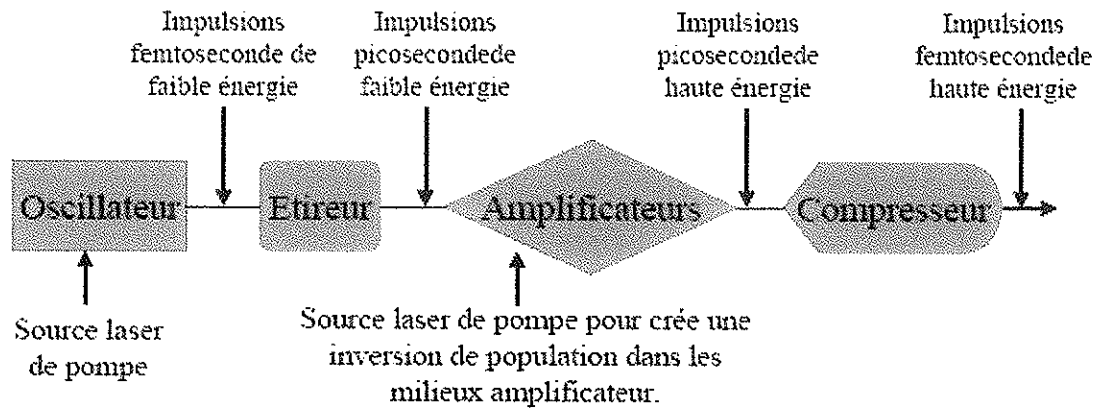 Impulsions
femtoseconde de
faible énergie
Impulsions
picosecondede
faible énergie
Impulsions
picosecondede
haute énergie
Impulsions
femtosecondede
haute énergie
Oscillateur
Etireur
Amplificateurs
Compresseur
Source laser
de pompe
Source laser de pompe pour crée une
inversion de population dans les
milieux amplificateur.